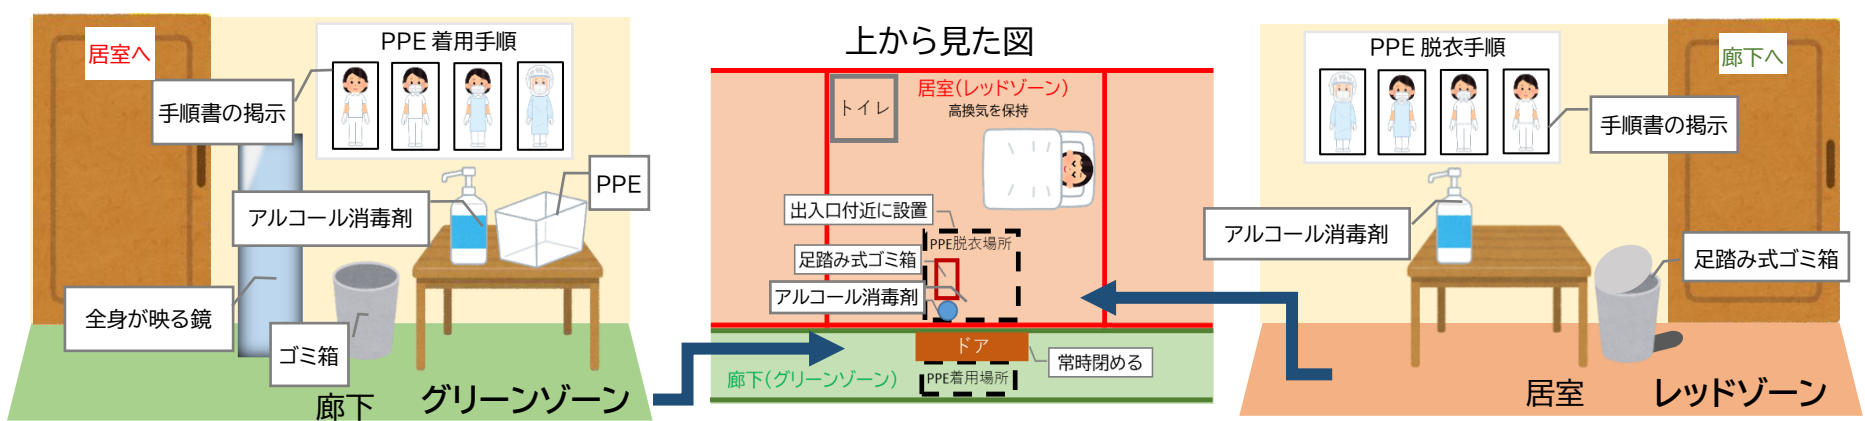 居室へ
PPE 着用手順
手順書の掲示
PPE
アルコール消毒剤
全身が映る鏡
ゴミ箱
廊下
グリーンゾーン
上から見た図
トイレ
居室(レッドゾーン)
高換気を保持
出入口付近に設置
PPE脱衣場所
足踏み式ゴミ箱
アルコール消毒剤
ドア
常時閉める
廊下(グリーンゾーン)
PPE着用場所
PPE 脱衣手順
廊下へ
手順書の掲示
アルコール消毒剤
足踏み式ゴミ箱
居室
レッドゾーン